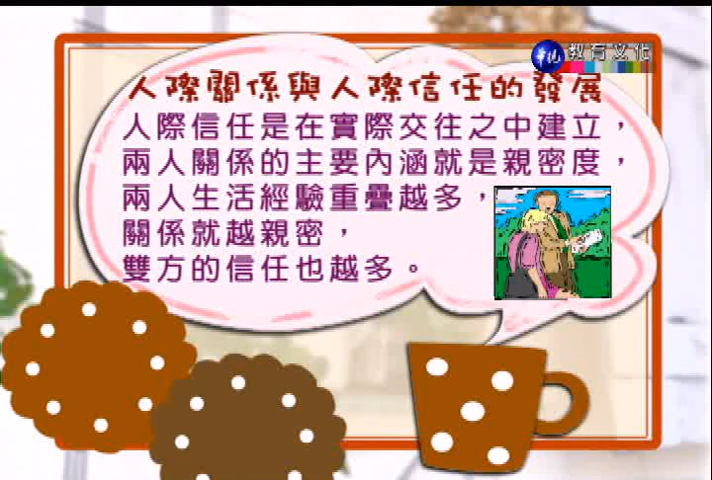 華視 教育文化
人際關係與人際信任的發展
人際信任是在實際交往之中建立，
兩人關係的主要內涵就是親密度，
兩人生活經驗重疊越多，
關係就越親密，
雙方的信任也越多。